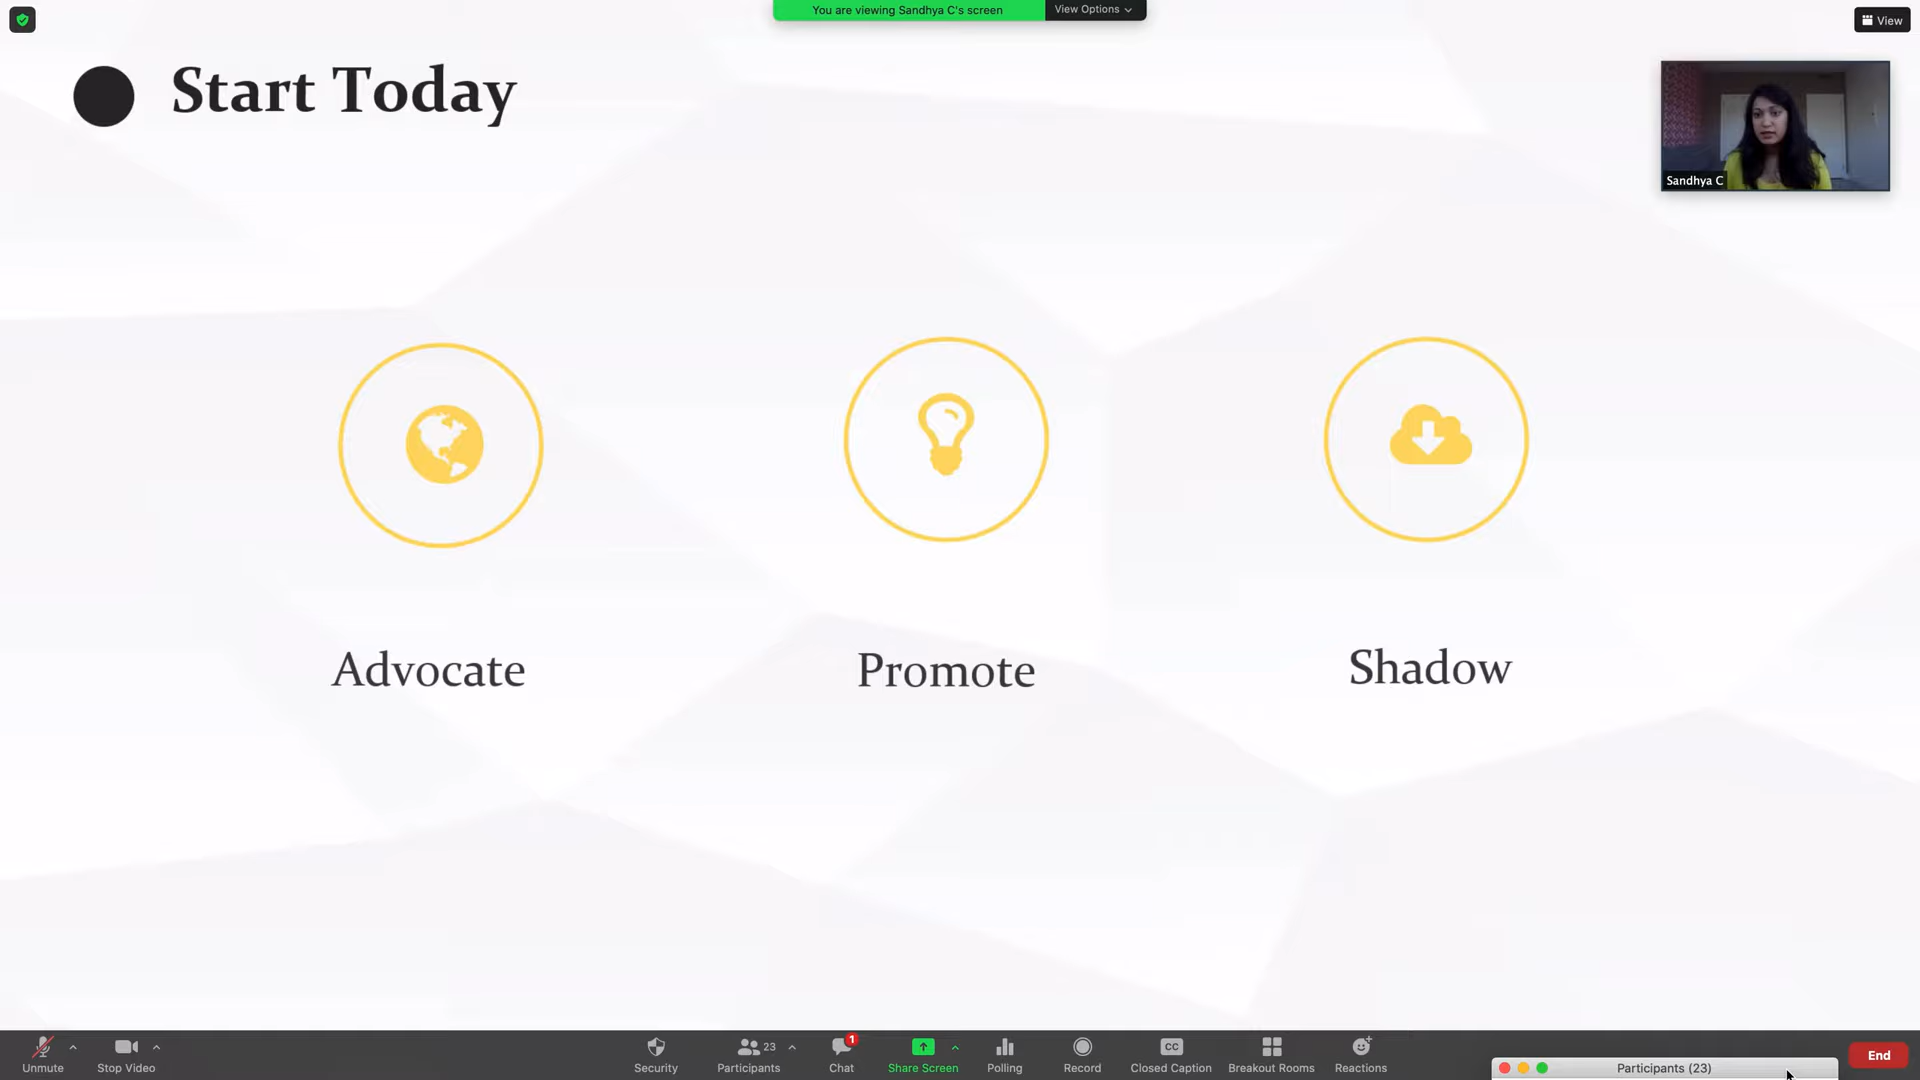 You are viewing Sandhya C's screen
View Options
View
Start Today
Sandhya C
Advocate
Promote
Shadow
Unmute
Stop Video
Security
23
Participants
1
Chat
Share Screen
Polling
Record
CC
Closed Caption
Breakout Rooms
Reactions
Participants (23)
End